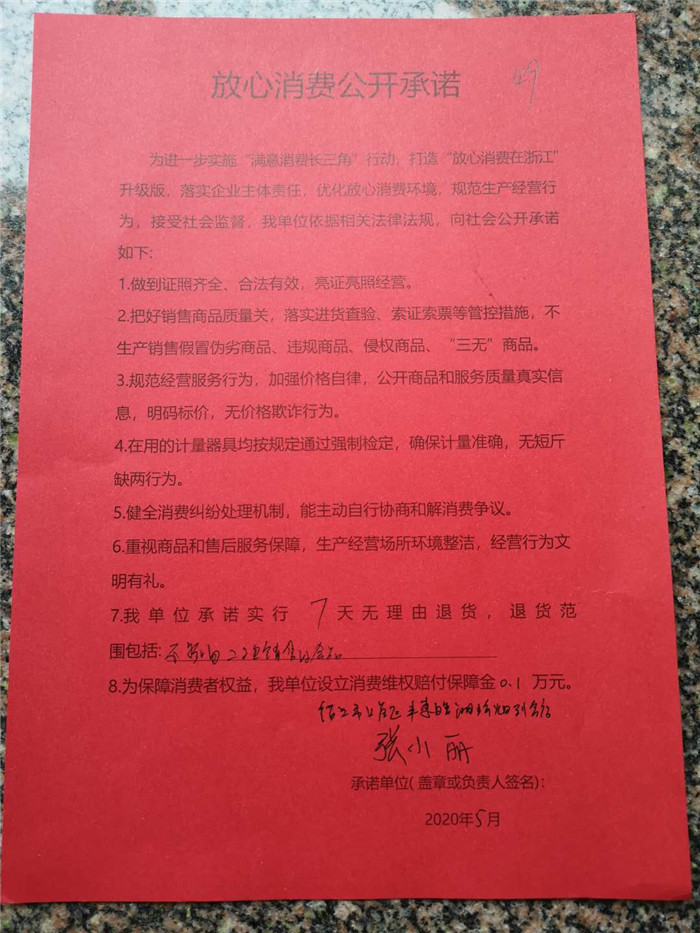 放心消费公开承诺
49
为进一步实施“满意消费长三角”行动，打造“放心消费在浙江”
升级版，落实企业主体责任，优化放心消费环境，规范生产经营行
为，接受社会监督，我单位依据相关法律法规，向社会公开承诺
如下:
1.做到证照齐全、合法有效，亮证亮照经营。
2.把好销售商品质量关，落实进货查验、索证索票等管控措施，不
生产销售假冒伪劣商品、违规商品、侵权商品、“三无”商品。
3.规范经营服务行为，加强价格自律，公开商品和服务质量真实信
息，明码标价，无价格欺诈行为。
4.在用的计量器具均按规定通过强制检定，确保计量准确，无短斤
缺两行为。
5.健全消费纠纷处理机制，能主动自行协商和解消费争议。
6.重视商品和售后服务保障，生产经营场所环境整洁，经营行为文
明有礼。
7.我单位承诺实行 7 天无理由退货，退货范
围包括: 不影响二次销售的
8.为保障消费者权益，我单位设立消费维权赔付保障金 0.1 万元。
张小丽
承诺单位( 盖章或负责人签名):
2020年5月